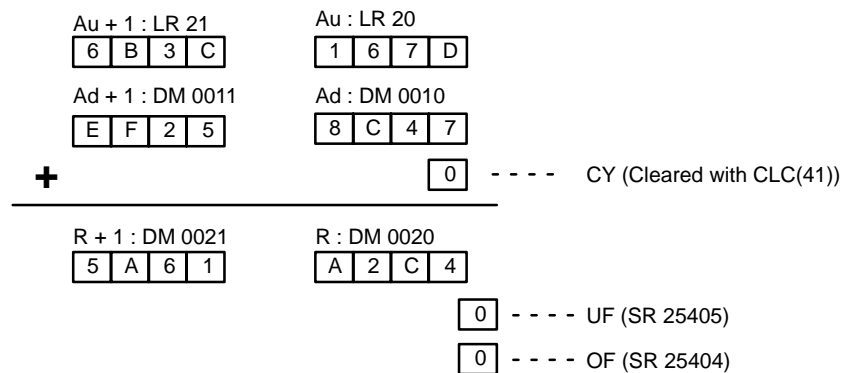 Au + 1 : LR 21 Au : LR 20
6 B 3 C 1 6 7 D
Ad + 1 : DM 0011 Ad : DM 0010
E F 2 5 8 C 4 7
+ 0 - - - - CY (Cleared with CLC(41))
R + 1 : DM 0021 R : DM 0020
5 A 6 1 A 2 C 4
0 - - - - UF (SR 25405)
0 - - - - OF (SR 25404)